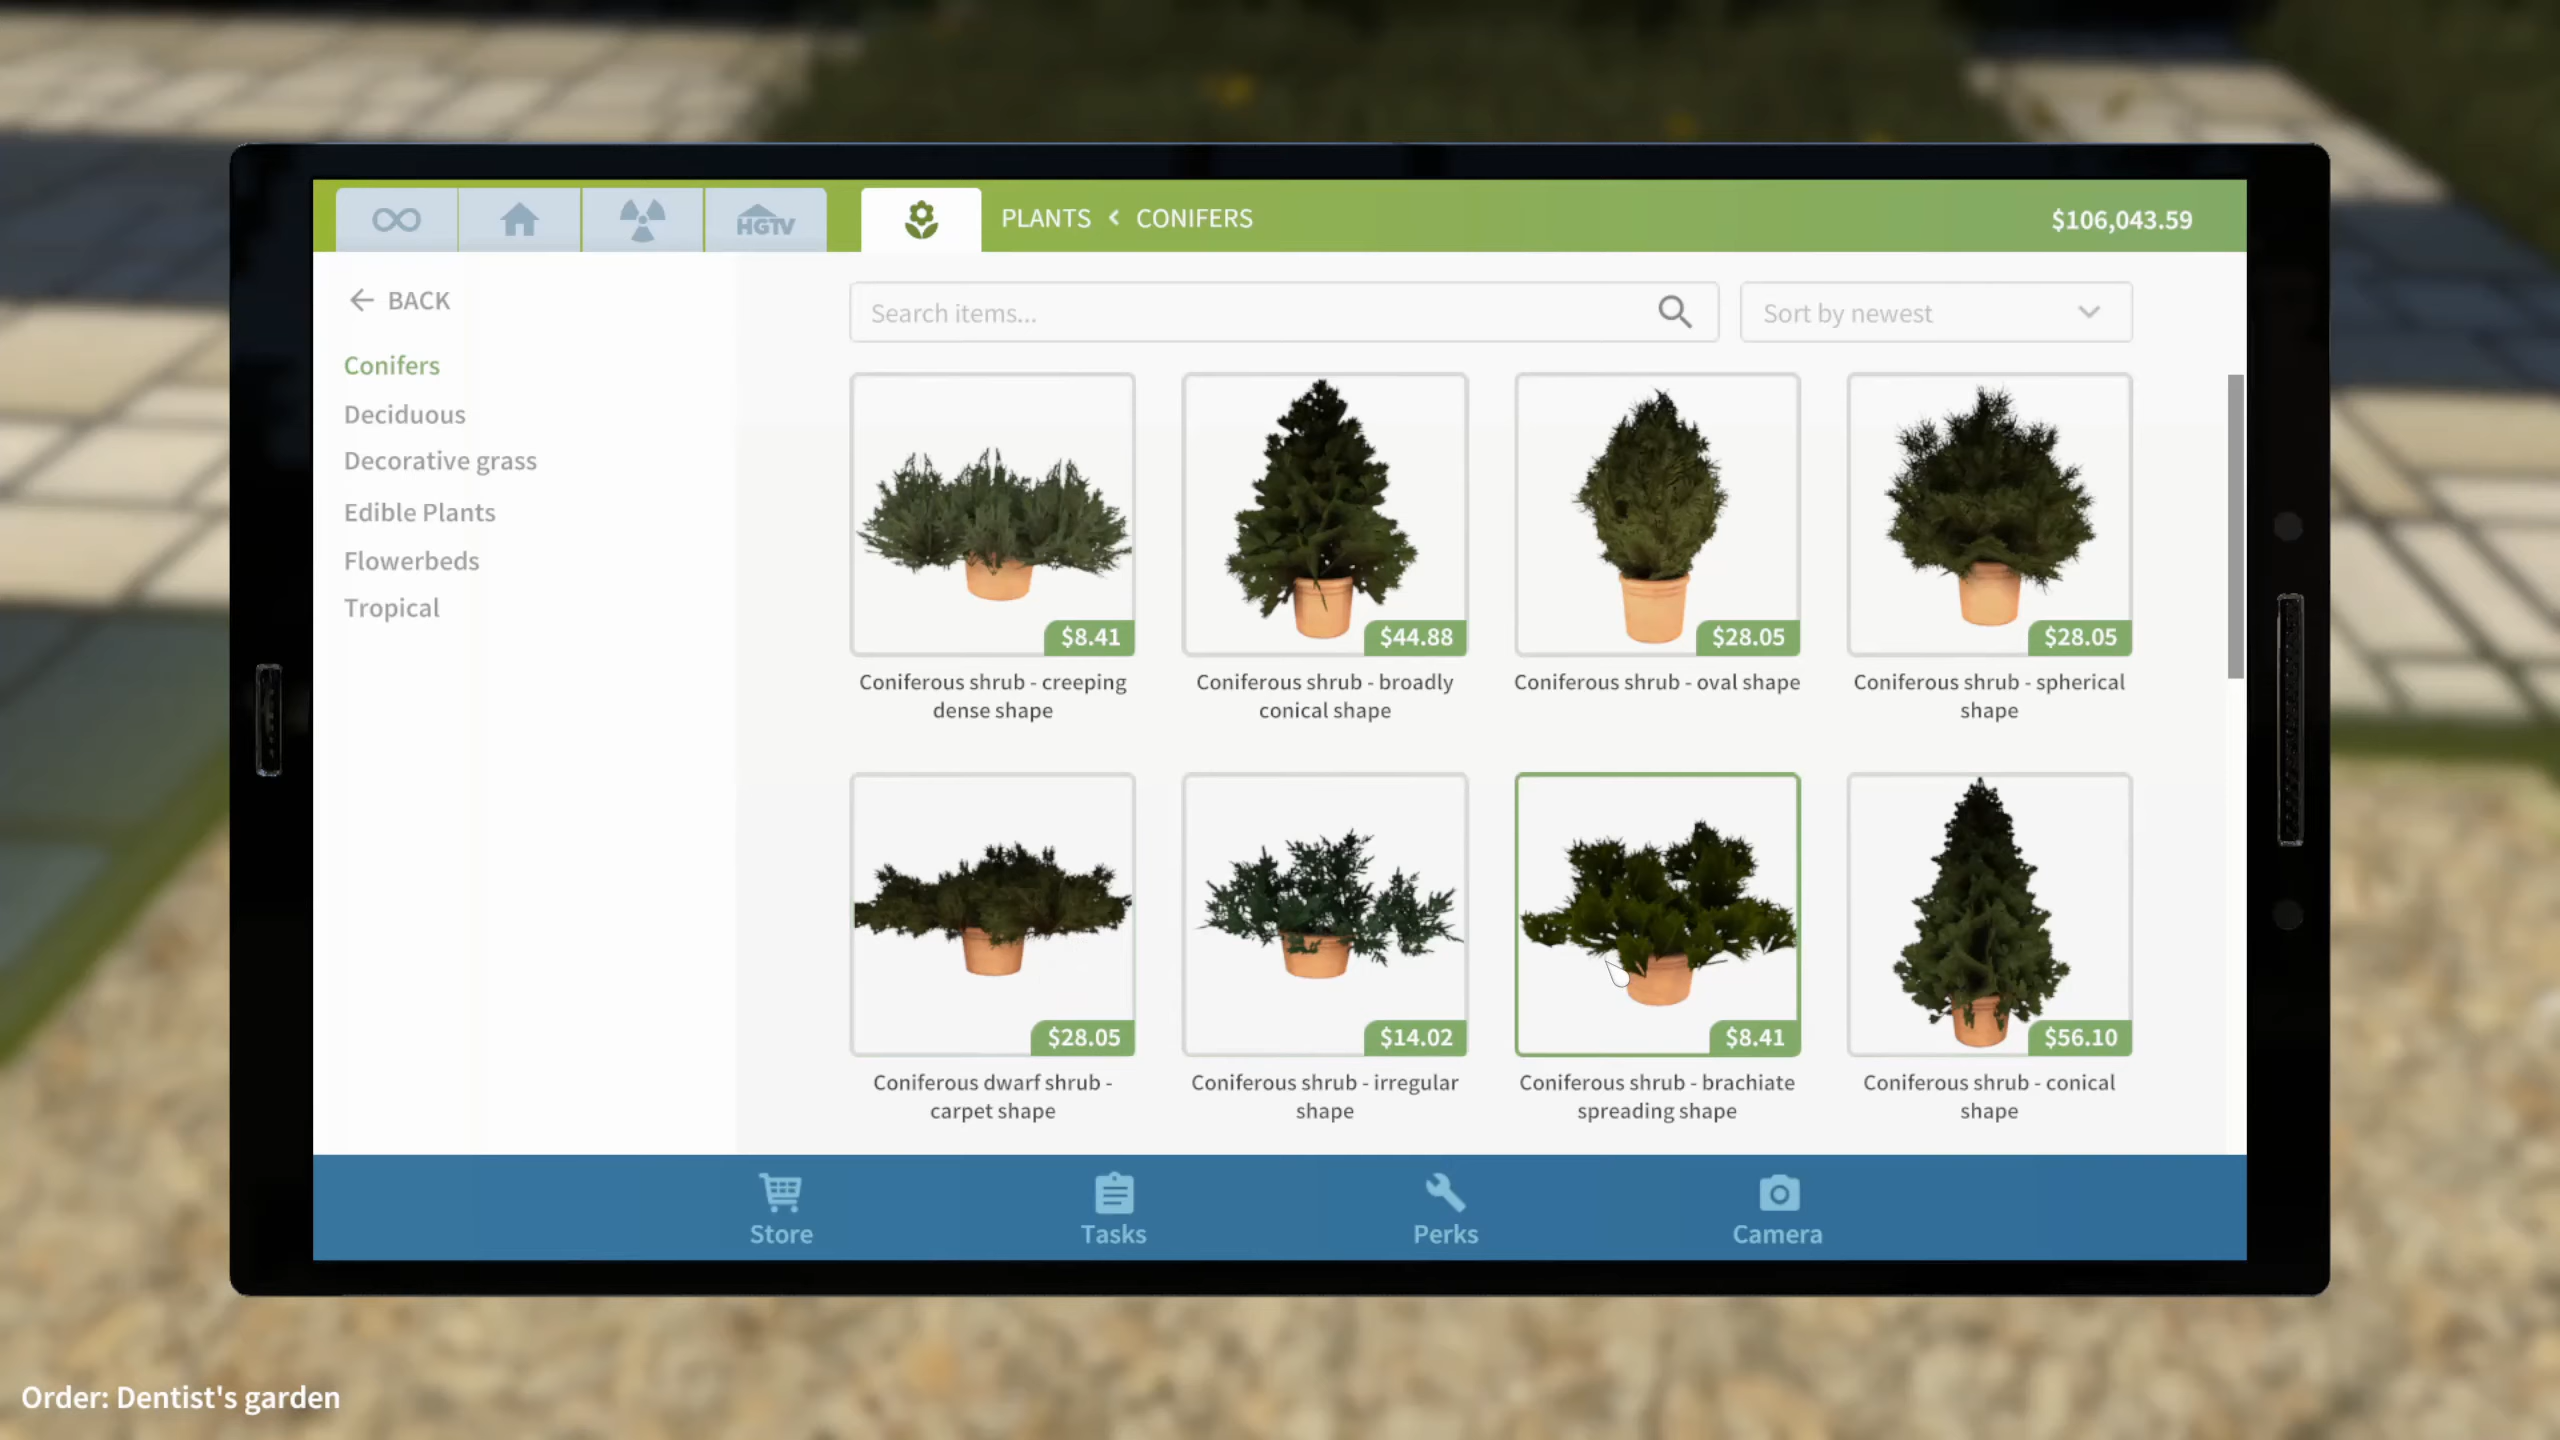 HGTV
PLANTS < CONIFERS
$106,043.59
BACK
Search items...
Sort by newest
Conifers
Deciduous
Decorative grass
Edible Plants
Flowerbeds
Tropical
$8.41
$44.88
$28.05
$28.05
Coniferous shrub - creeping
dense shape
Coniferous shrub - broadly
conical shape
Coniferous shrub - oval shape
Coniferous shrub - spherical
shape
$28.05
$14.02
$8.41
$56.10
Coniferous dwarf shrub -
carpet shape
Coniferous shrub - irregular
shape
Coniferous shrub - brachiate
spreading shape
Coniferous shrub - conical
shape
Store
Tasks
Perks
Camera
Order: Dentist's garden